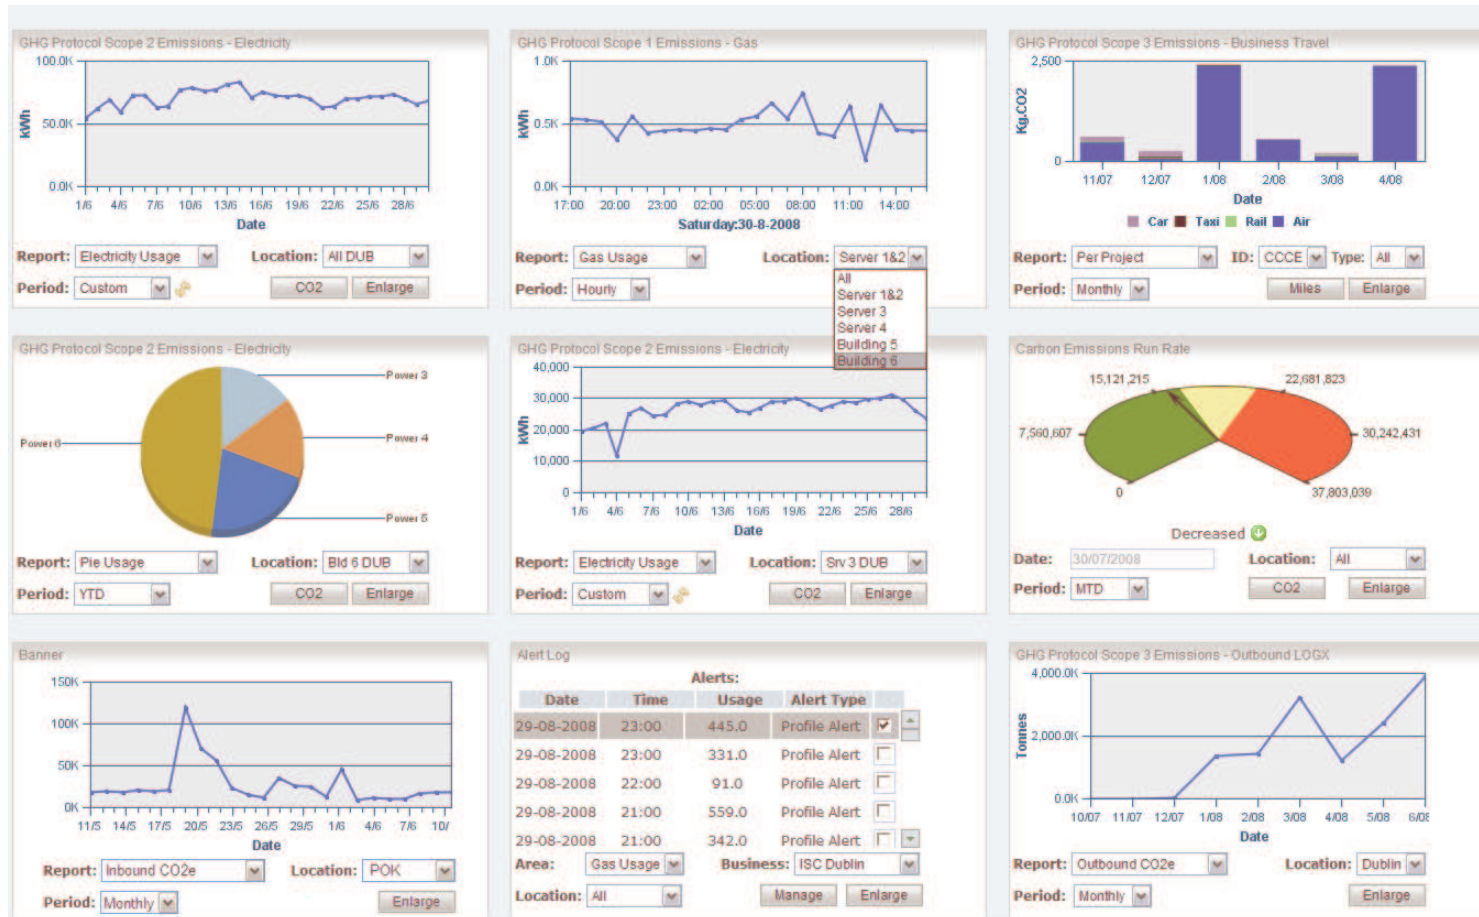 GHG Protocol Scope 2 Emissions - Electricity
100.0K
50.0K
0.0K
kWh
1/6 4/6 7/6 10/6 13/6 16/6 19/6 22/6 25/6 28/6
Date
Report: Electricity Usage Location: All DUB
Period: Custom CO2 Enlarge
GHG Protocol Scope 1 Emissions - Gas
1.0K
0.5K
0.0K
kWh
17:00 20:00 23:00 02:00 05:00 08:00 11:00 14:00
Saturday:30-8-2008
Report: Gas Usage Location: Server 1&2
Period: Hourly
All
Server 1&2
Server 3
Server 4
Building 5
Building 6
GHG Protocol Scope 3 Emissions - Business Travel
2,500
0
Kg.CO2
11/07 12/07 1/08 2/08 3/08 4/08
Date
Car Taxi Rail Air
Report: Per Project ID: CCCE Type: All
Period: Monthly Miles Enlarge
GHG Protocol Scope 2 Emissions - Electricity
Power 3
Power 4
Power 6
Power 5
Report: Pie Usage Location: Bld 6 DUB
Period: YTD CO2 Enlarge
GHG Protocol Scope 2 Emissions - Electricity
40,000
30,000
20,000
10,000
0
kWh
1/6 4/6 7/6 10/6 13/6 16/6 19/6 22/6 25/6 28/6
Date
Report: Electricity Usage Location: Srv 3 DUB
Period: Custom CO2 Enlarge
Carbon Emissions Run Rate
15,121,215 22,681,823
7,560,607 30,242,431
0 37,803,039
Decreased
Date: 30/07/2008 Location: All
Period: MTD CO2 Enlarge
Banner
150K
100K
50K
0K
11/5 14/5 17/5 20/5 23/5 26/5 29/5 1/6 4/6 7/6 10/
Date
Report: Inbound CO2e Location: POK
Period: Monthly Enlarge
Alert Log
Alerts:
Date Time Usage Alert Type
29-08-2008 23:00 445.0 Profile Alert
29-08-2008 23:00 331.0 Profile Alert
29-08-2008 22:00 91.0 Profile Alert
29-08-2008 21:00 559.0 Profile Alert
29-08-2008 21:00 342.0 Profile Alert
Area: Gas Usage Business: ISC Dublin
Location: All Manage Enlarge
GHG Protocol Scope 3 Emissions - Outbound LOGX
4,000.0K
2,000.0K
0.0K
Tonnes
10/07 11/07 12/07 1/08 2/08 3/08 4/08 5/08 6/08
Date
Report: Outbound CO2e Location: Dublin
Period: Monthly Enlarge